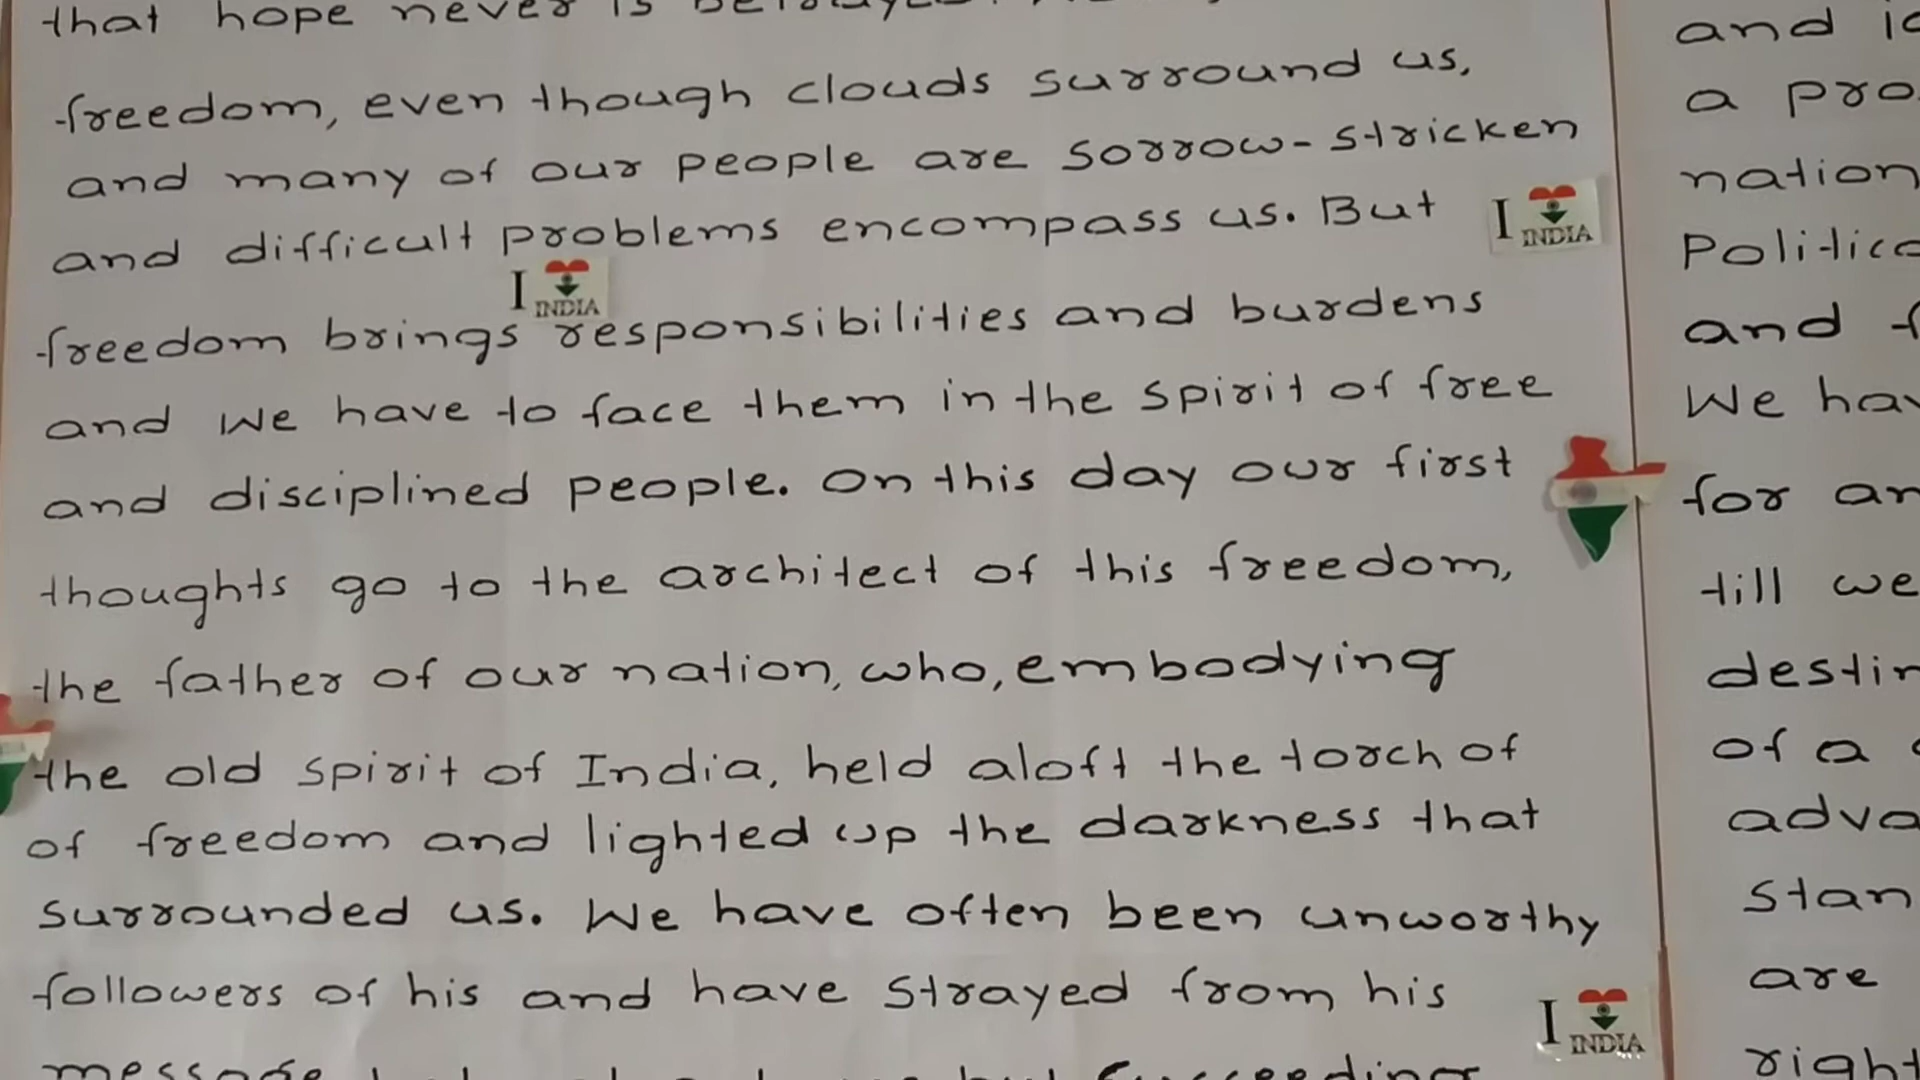 that hope never is
freedom, even though clouds surround us,
and many of our people are sorrow-stricken
and difficult problems encompass us. But
I INDIA
I INDIA
freedom brings responsibilities and burdens
and we have to face them in the spirit of free
and disciplined people. On this day our first
thoughts go to the architect of this freedom,
the father of our nation, who, embodying
the old spirit of India, held aloft the torch of
of freedom and lighted up the darkness that
surrounded us. We have often been unworthy
followers of his and have strayed from his
I INDIA
message
and
a
nation
and
We
for
till we
of a
are
right